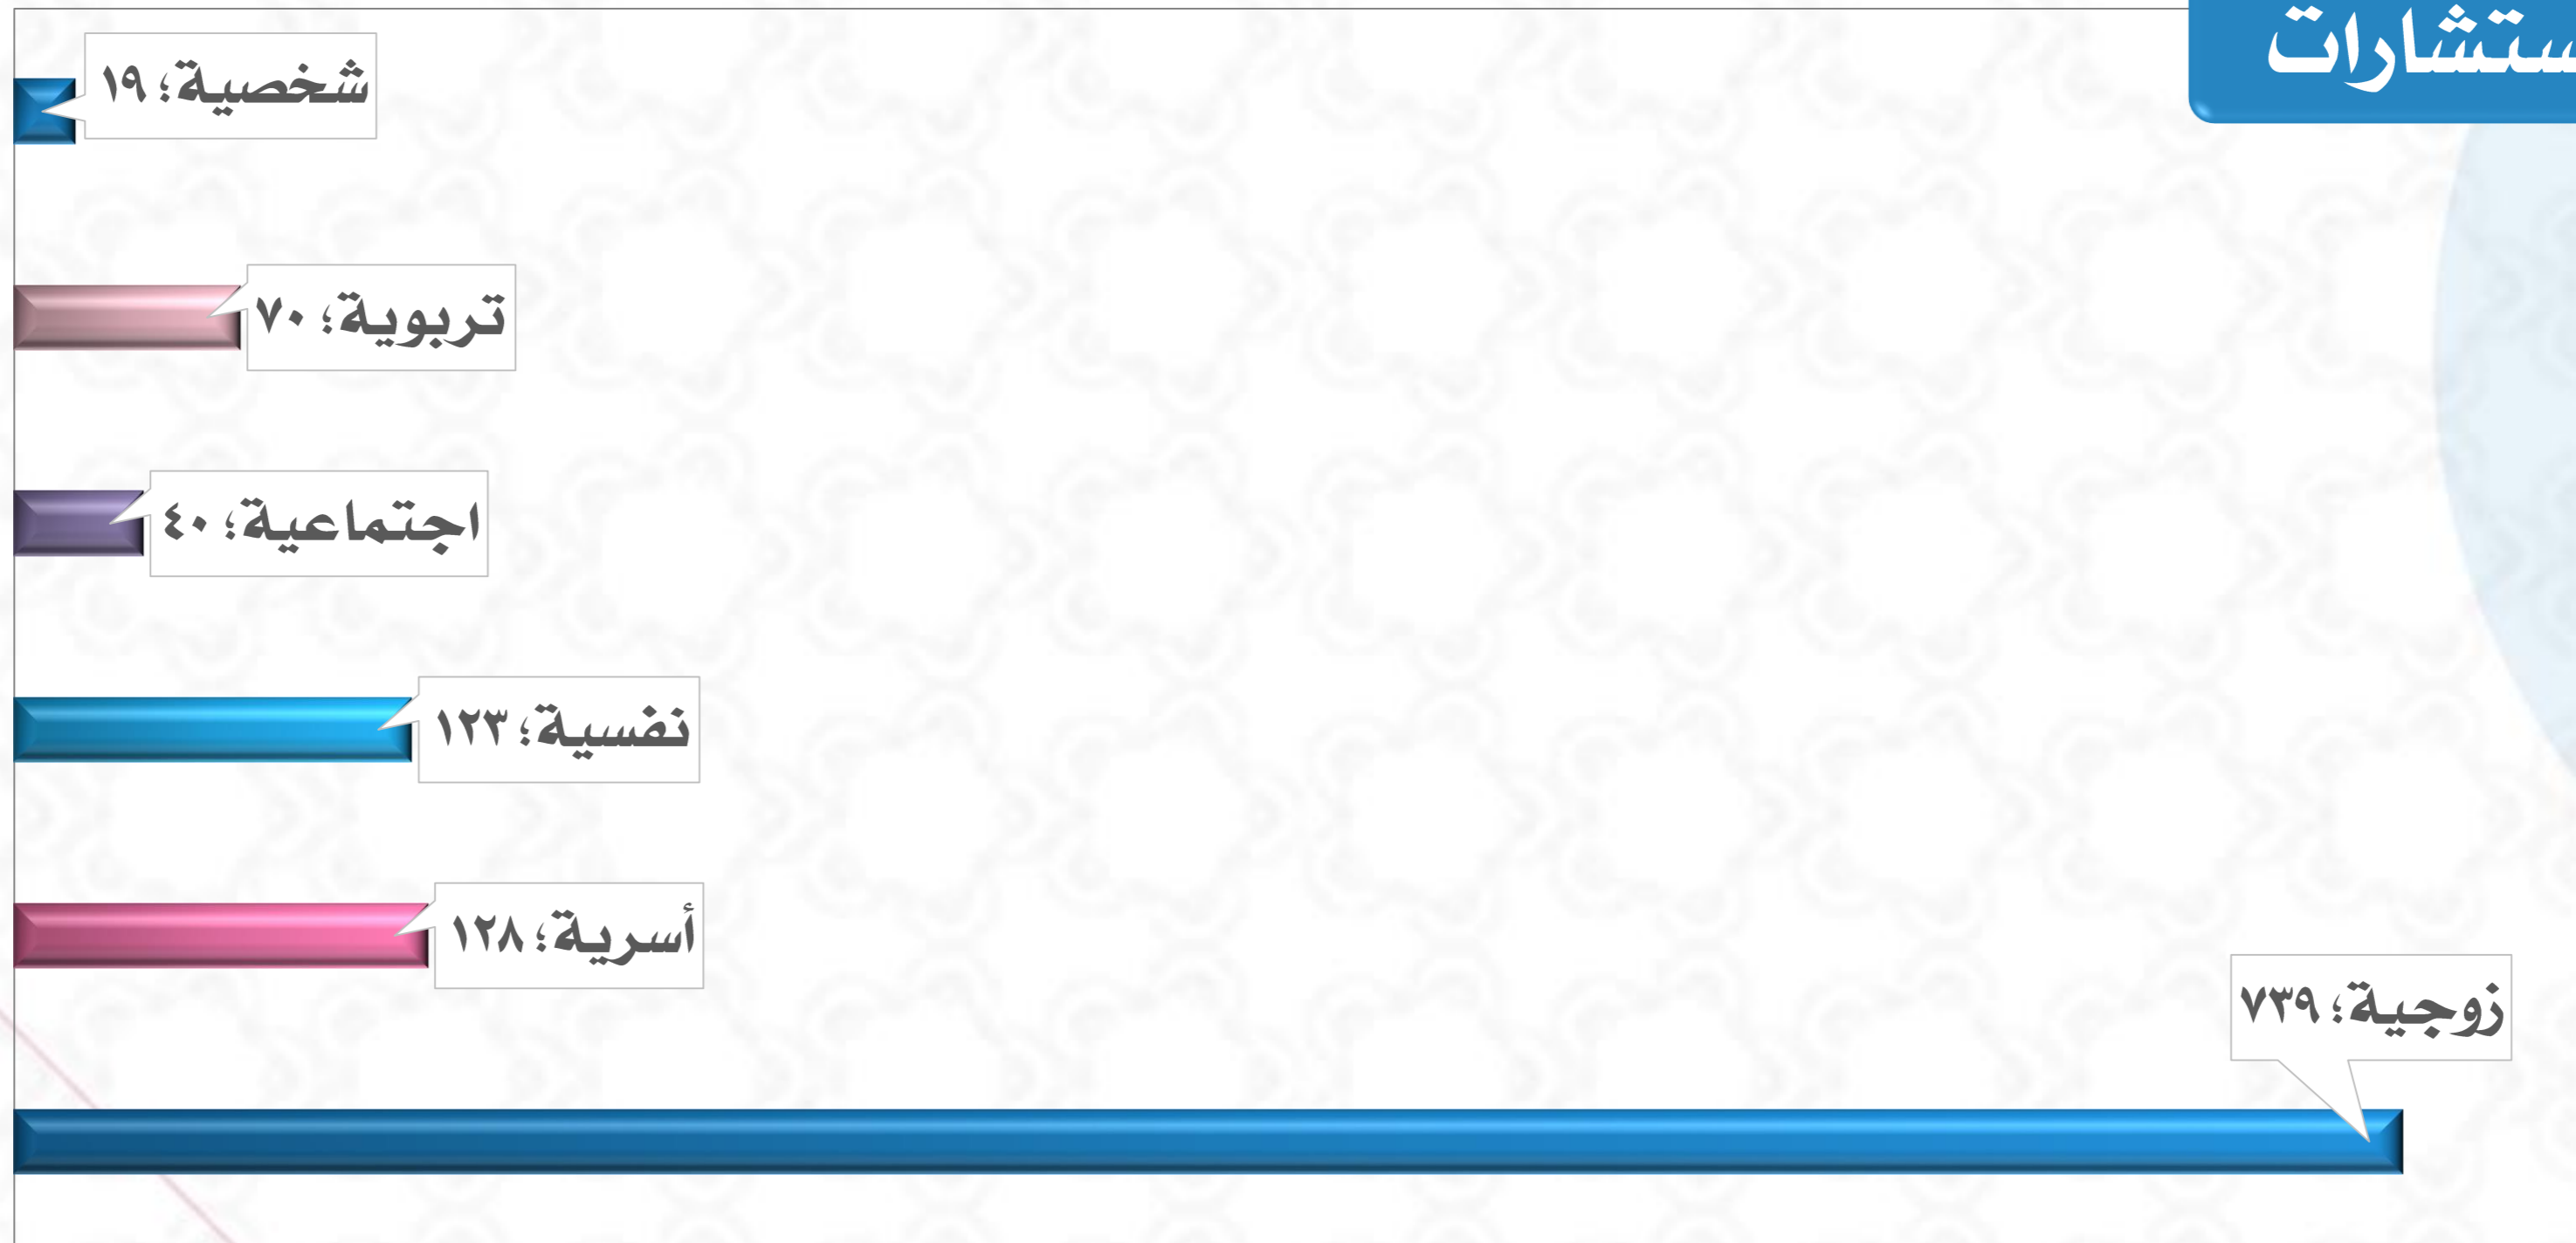 ستشارات
شخصية؛ ١٩
تربوية؛ ٧٠
اجتماعية؛ ٤٠
نفسية؛ ١٢٣
أسرية؛ ١٢٨
زوجية؛ ٧٣٩